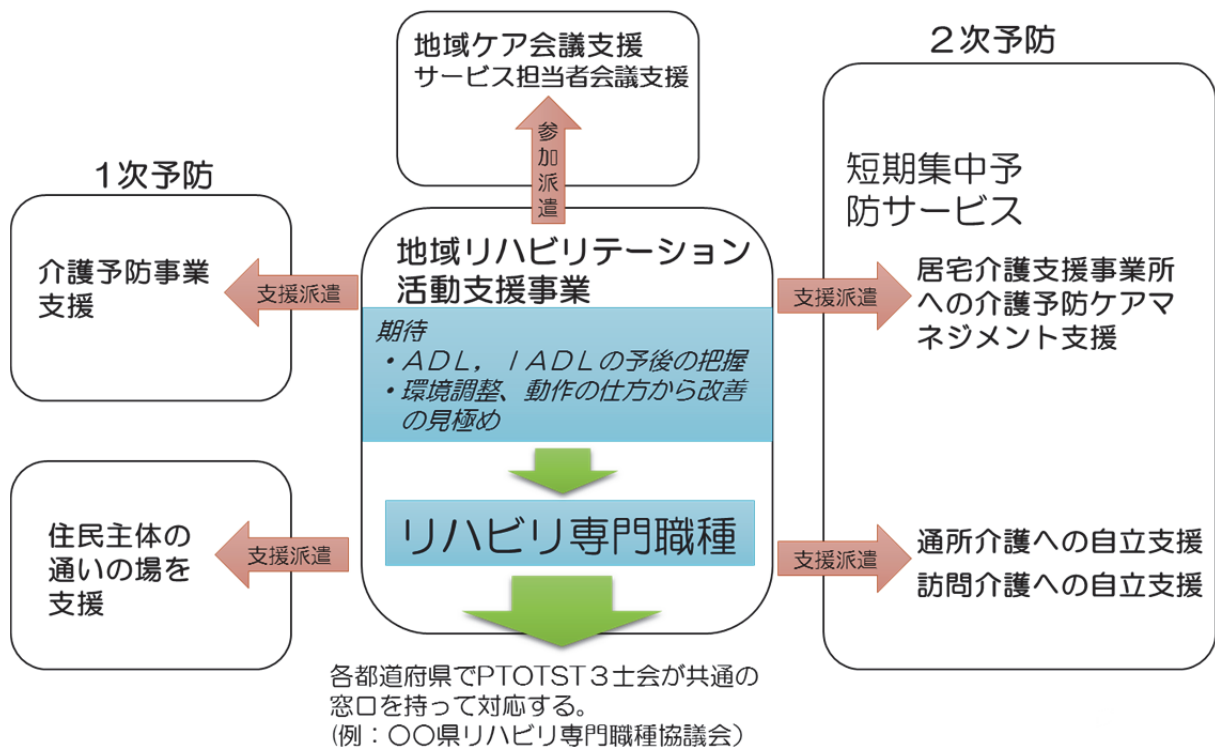 地域ケア会議支援
サービス担当者会議支援
参加派遣
1次予防
介護予防事業
支援
支援派遣
住民主体の
通いの場を
支援
支援派遣
地域リハビリテーション
活動支援事業
期待
・ADL，IADLの予後の把握
・環境調整、動作の仕方から改善
の見極め
リハビリ専門職種
各都道府県でPTOTST3士会が共通の
窓口を持って対応する。
(例：〇〇県リハビリ専門職種協議会)
2次予防
短期集中予
防サービス
支援派遣
居宅介護支援事業所
への介護予防ケアマ
ネジメント支援
支援派遣
通所介護への自立支援
訪問介護への自立支援